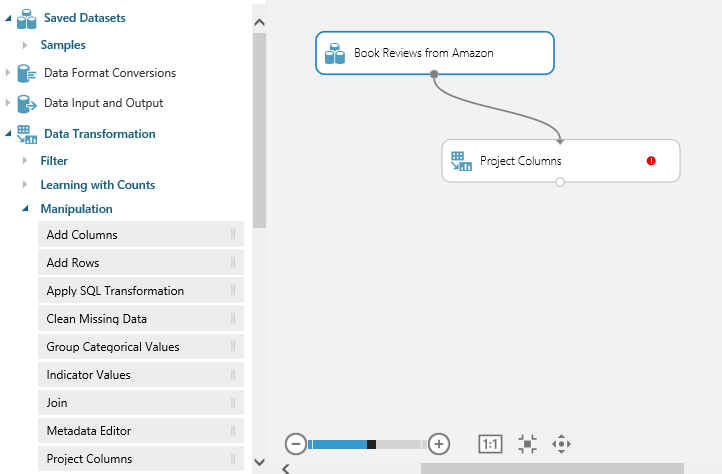 Saved Datasets
Samples
Data Format Conversions
Data Input and Output
Data Transformation
Filter
Learning with Counts
Manipulation
Add Columns
Add Rows
Apply SQL Transformation
Clean Missing Data
Group Categorical Values
Indicator Values
Join
Metadata Editor
Project Columns
Book Reviews from Amazon
Project Columns
1:1